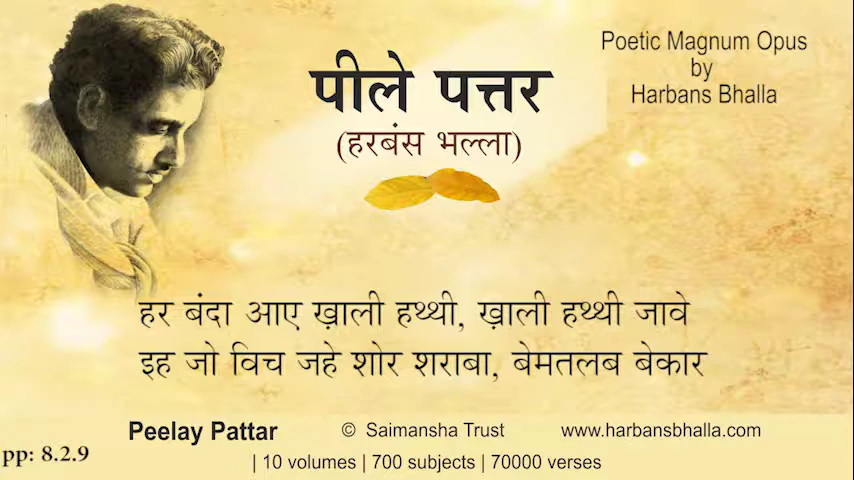 पीले पत्तर
(हरबंस भल्ला)
Poetic Magnum Opus
by
Harbans Bhalla
हर बंदा आए ख़ाली हथ्थी, ख़ाली हथ्थी जावे
इह जो विच जहे शोर शराबा, बेमतलब बेकार
Peelay Pattar © Saimansha Trust www.harbansbhalla.com
pp: 8.2.9
| 10 volumes | 700 subjects | 70000 verses